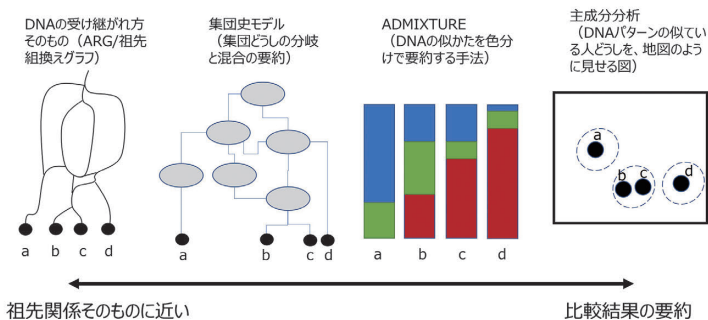 DNAの受け継がれ方
そのもの（ARG/祖先
組換えグラフ）
a
b
c
d
集団史モデル
（集団どうしの分岐
と混合の要約）
a
b
c
d
ADMIXTURE
（DNAの似かたを色分
けで要約する手法）
a
b
c
d
主成分分析
（DNAパターンの似てい
る人どうしを、地図のよう
に見せる図）
a
b
c
d
祖先関係そのものに近い
比較結果の要約